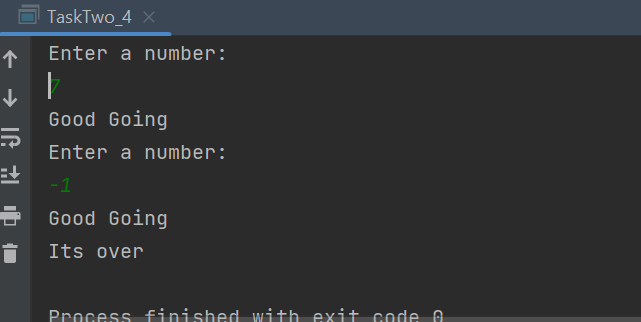 TaskTwo_4
Enter a number:
7
Good Going
Enter a number:
-1
Good Going
Its over
Process finished with exit code 0